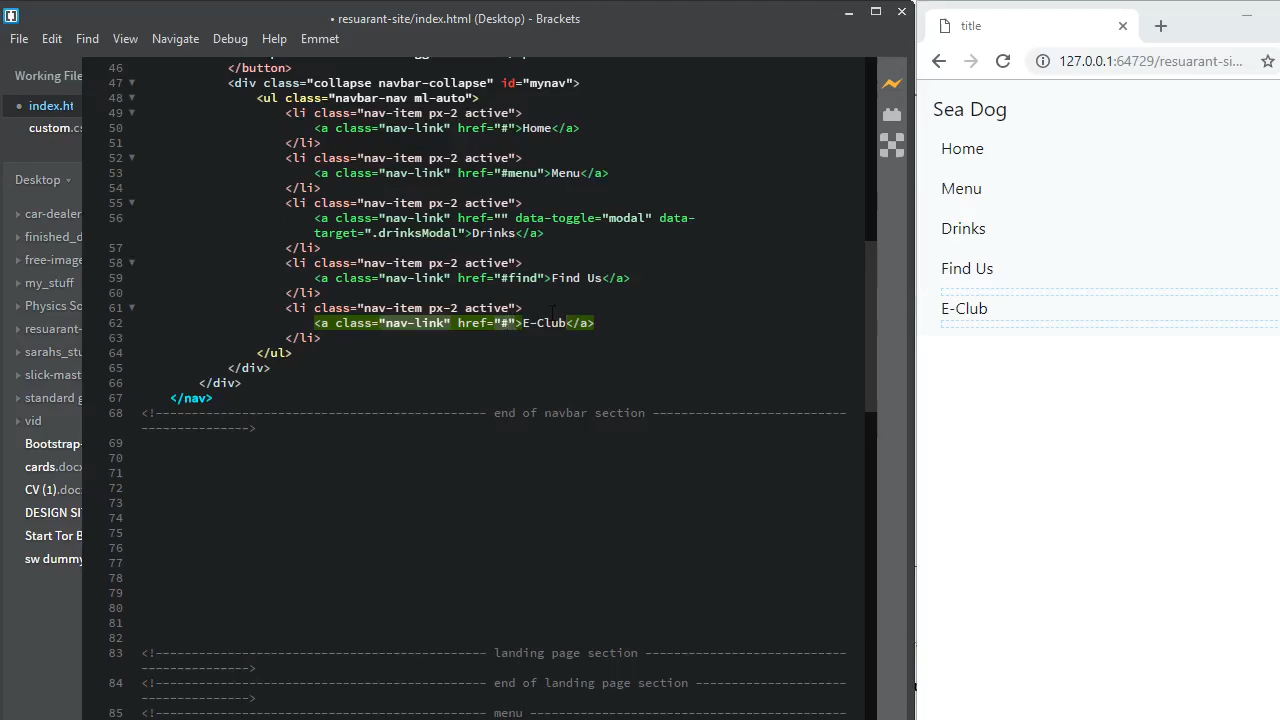 • resuarant-site/index.html (Desktop) - Brackets
File Edit Find View Navigate Debug Help Emmet
Working File
index.ht
custom.cs
Desktop
car-dealer
finished_d
free-image
my_stuff
Physics So
resuarant-
sarahs_stu
slick-mast
standard g
vid
Bootstrap-
cards.docx
CV (1).doc
DESIGN SIT
Start Tor B
sw dummy
46 </button>
47 <div class="collapse navbar-collapse" id="mynav">
48 <ul class="navbar-nav ml-auto">
49 <li class="nav-item px-2 active">
50 <a class="nav-link" href="#">Home</a>
51 </li>
52 <li class="nav-item px-2 active">
53 <a class="nav-link" href="#menu">Menu</a>
54 </li>
55 <li class="nav-item px-2 active">
56 <a class="nav-link" href="" data-toggle="modal" data-
target=".drinksModal">Drinks</a>
57 </li>
58 <li class="nav-item px-2 active">
59 <a class="nav-link" href="#find">Find Us</a>
60 </li>
61 <li class="nav-item px-2 active">
62 <a class="nav-link" href="#">E-Club</a>
63 </li>
64 </ul>
65 </div>
66 </div>
67 </nav>
68 <!---------------------------------------------- end of navbar section ---------------------------
--------------->
69
70
71
72
73
74
75
76
77
78
79
80
81
82
83 <!---------------------------------------------- landing page section -----------------------------
--------------->
84 <!---------------------------------------------- end of landing page section ----------------------
--------------->
85 <!---------------------------------------------- menu --------------------------------------------
title
127.0.0.1:64729/resuarant-si...
Sea Dog
Home
Menu
Drinks
Find Us
E-Club